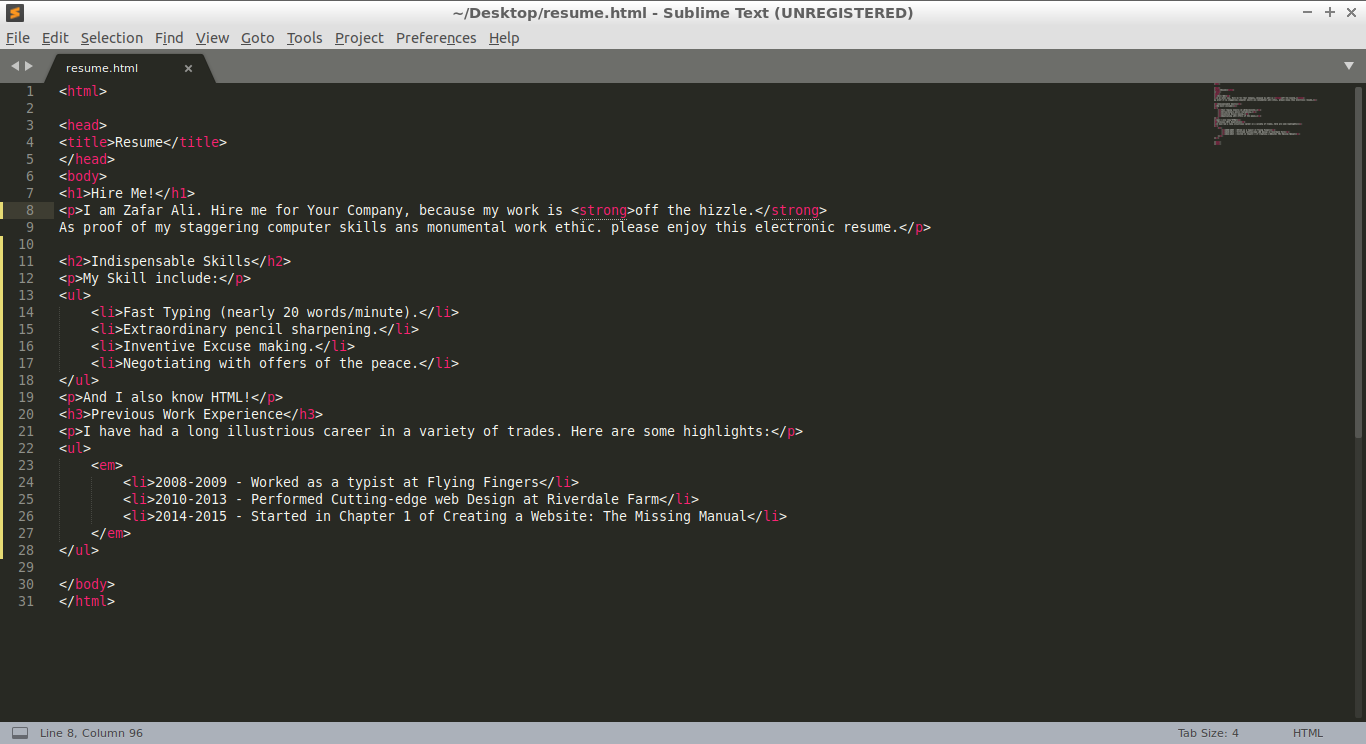 ~/Desktop/resume.html - Sublime Text (UNREGISTERED)
File Edit Selection Find View Goto Tools Project Preferences Help
resume.html
1 <html>
2
3 <head>
4 <title>Resume</title>
5 </head>
6 <body>
7 <h1>Hire Me!</h1>
8 <p>I am Zafar Ali. Hire me for Your Company, because my work is <strong>off the hizzle.</strong>
9 As proof of my staggering computer skills ans monumental work ethic. please enjoy this electronic resume.</p>
10
11 <h2>Indispensable Skills</h2>
12 <p>My Skill include:</p>
13 <ul>
14     <li>Fast Typing (nearly 20 words/minute).</li>
15     <li>Extraordinary pencil sharpening.</li>
16     <li>Inventive Excuse making.</li>
17     <li>Negotiating with offers of the peace.</li>
18 </ul>
19 <p>And I also know HTML!</p>
20 <h3>Previous Work Experience</h3>
21 <p>I have had a long illustrious career in a variety of trades. Here are some highlights:</p>
22 <ul>
23     <em>
24         <li>2008-2009 - Worked as a typist at Flying Fingers</li>
25         <li>2010-2013 - Performed Cutting-edge web Design at Riverdale Farm</li>
26         <li>2014-2015 - Started in Chapter 1 of Creating a Website: The Missing Manual</li>
27     </em>
28 </ul>
29
30 </body>
31 </html>
Line 8, Column 96 Tab Size: 4 HTML